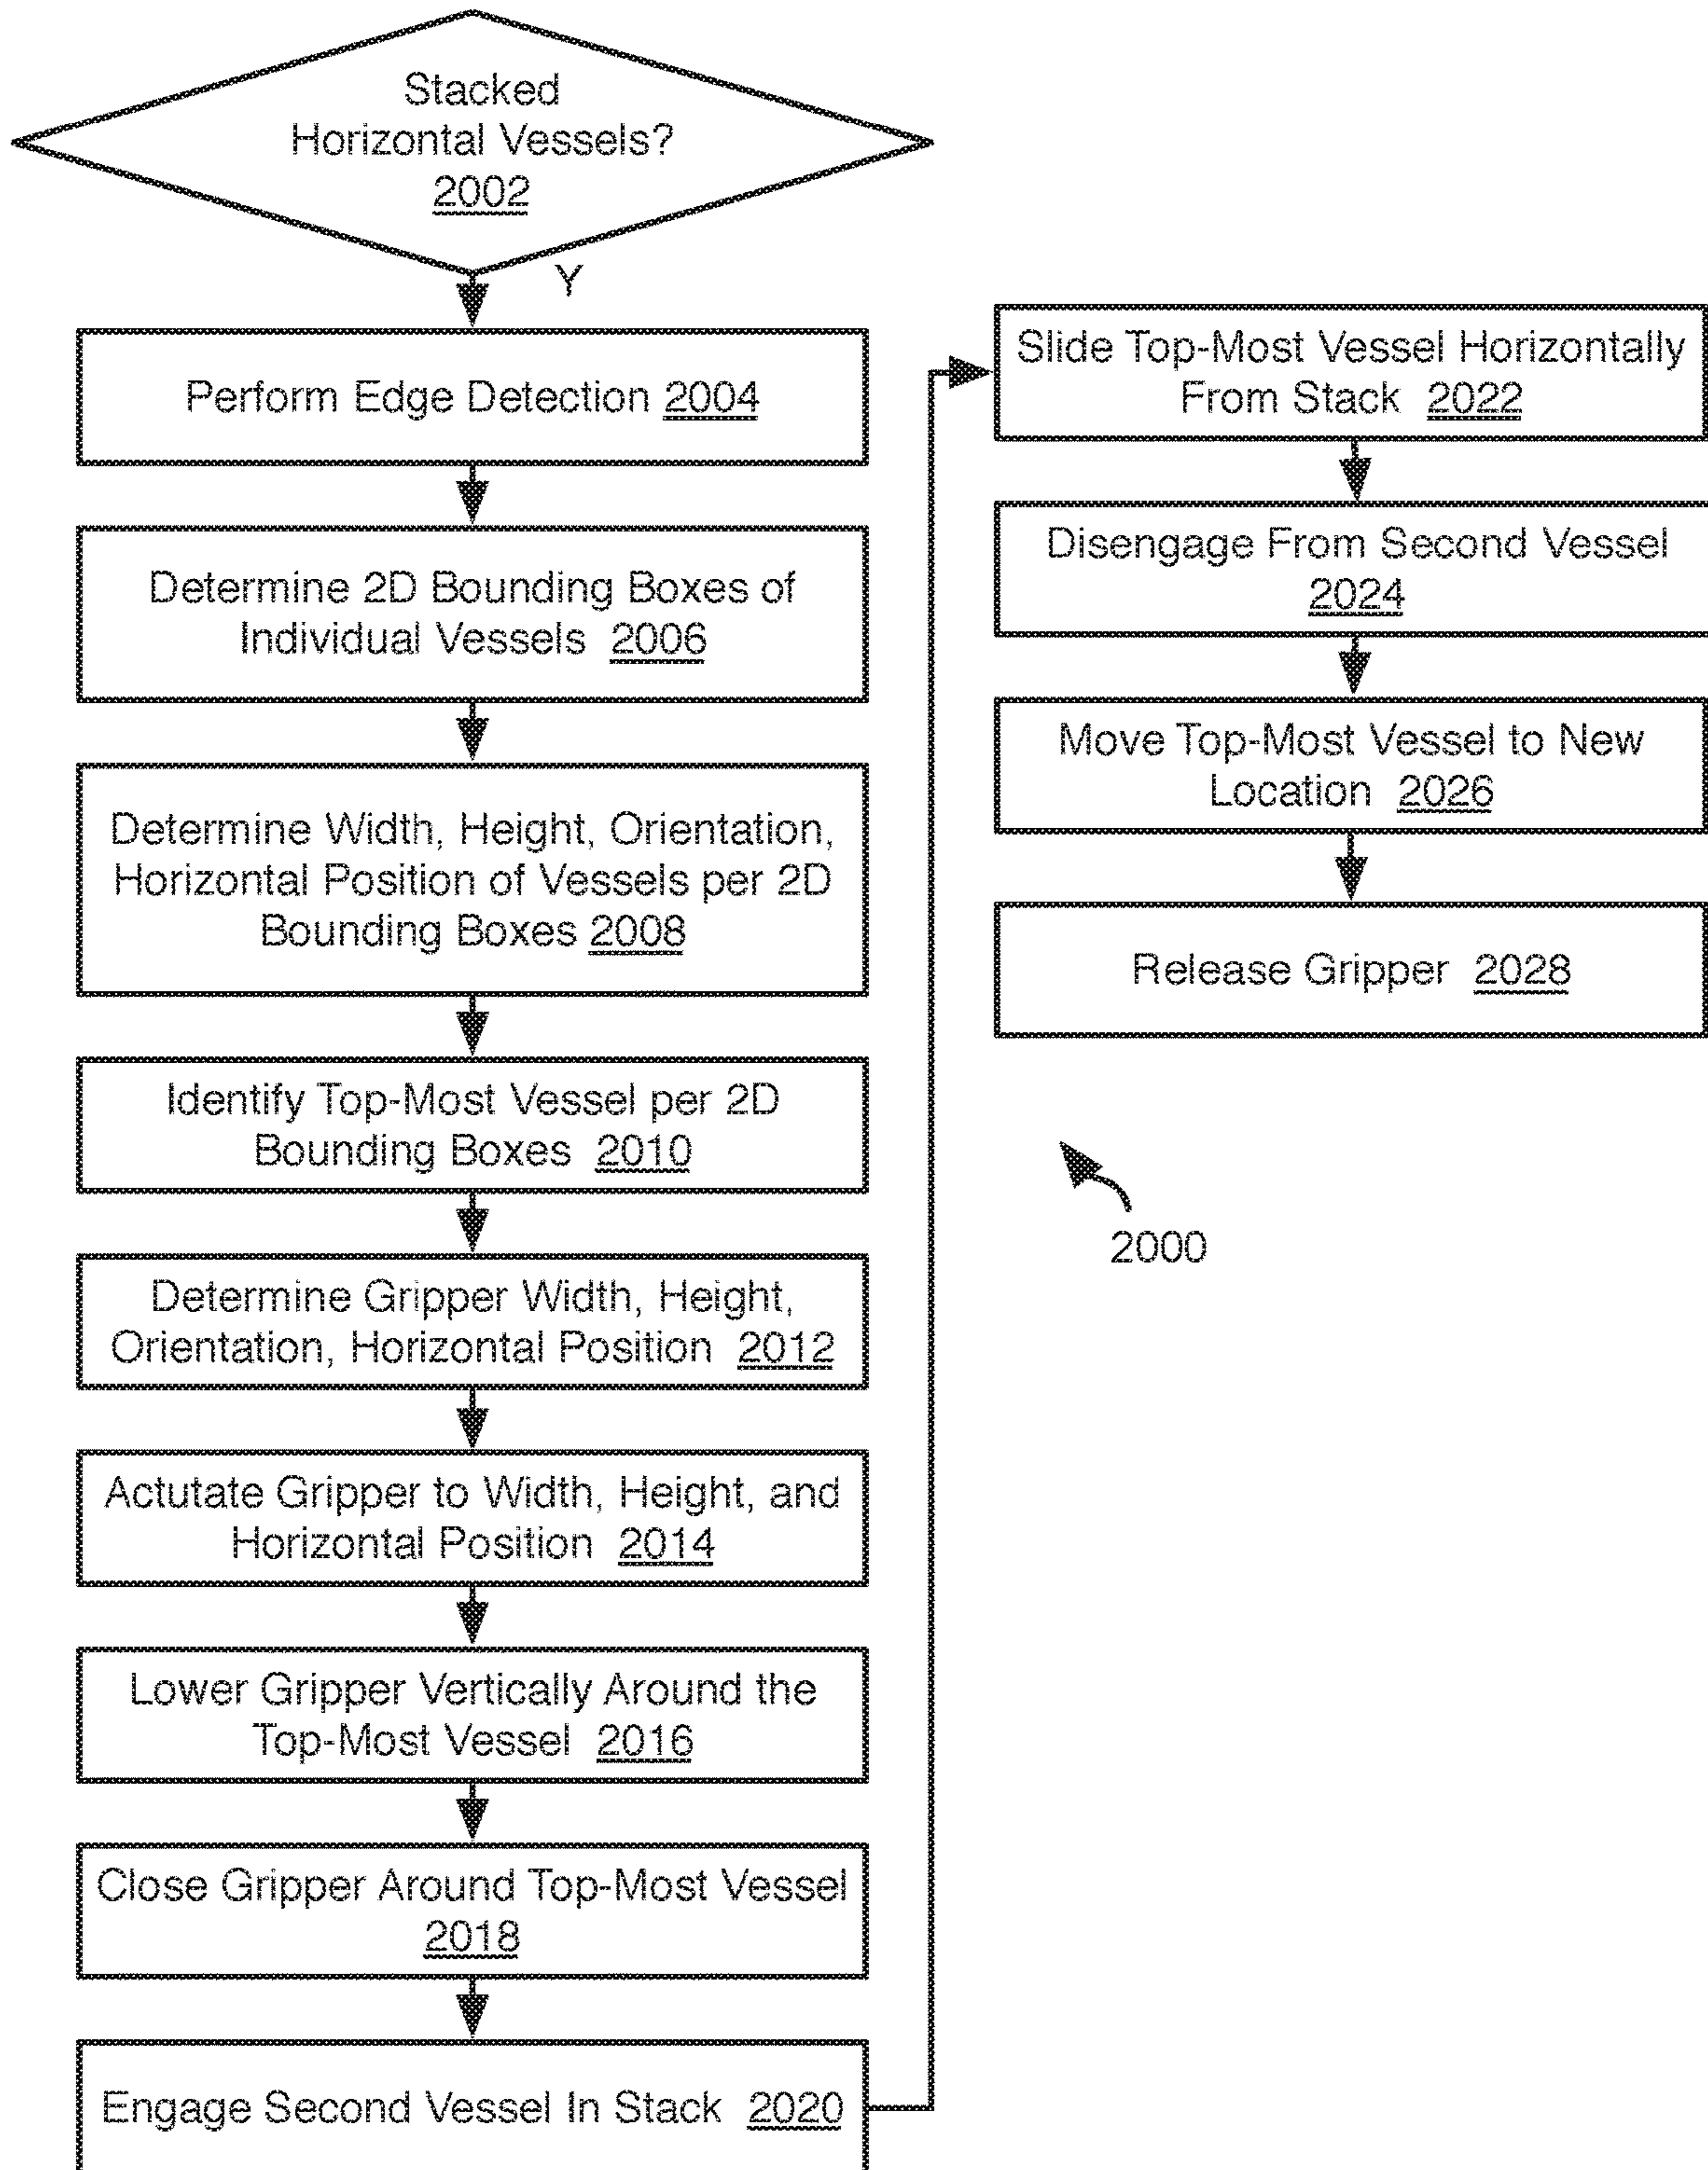 Stacked
Horizontal Vessels?
2002
Y
Perform Edge Detection 2004
Determine 2D Bounding Boxes of
Individual Vessels 2006
Determine Width, Height, Orientation,
Horizontal Position of Vessels per 2D
Bounding Boxes 2008
Identify Top-Most Vessel per 2D
Bounding Boxes 2010
Determine Gripper Width, Height,
Orientation, Horizontal Position 2012
Actutate Gripper to Width, Height, and
Horizontal Position 2014
Lower Gripper Vertically Around the
Top-Most Vessel 2016
Close Gripper Around Top-Most Vessel
2018
Engage Second Vessel In Stack 2020
Slide Top-Most Vessel Horizontally
From Stack 2022
Disengage From Second Vessel
2024
Move Top-Most Vessel to New
Location 2026
Release Gripper 2028
2000